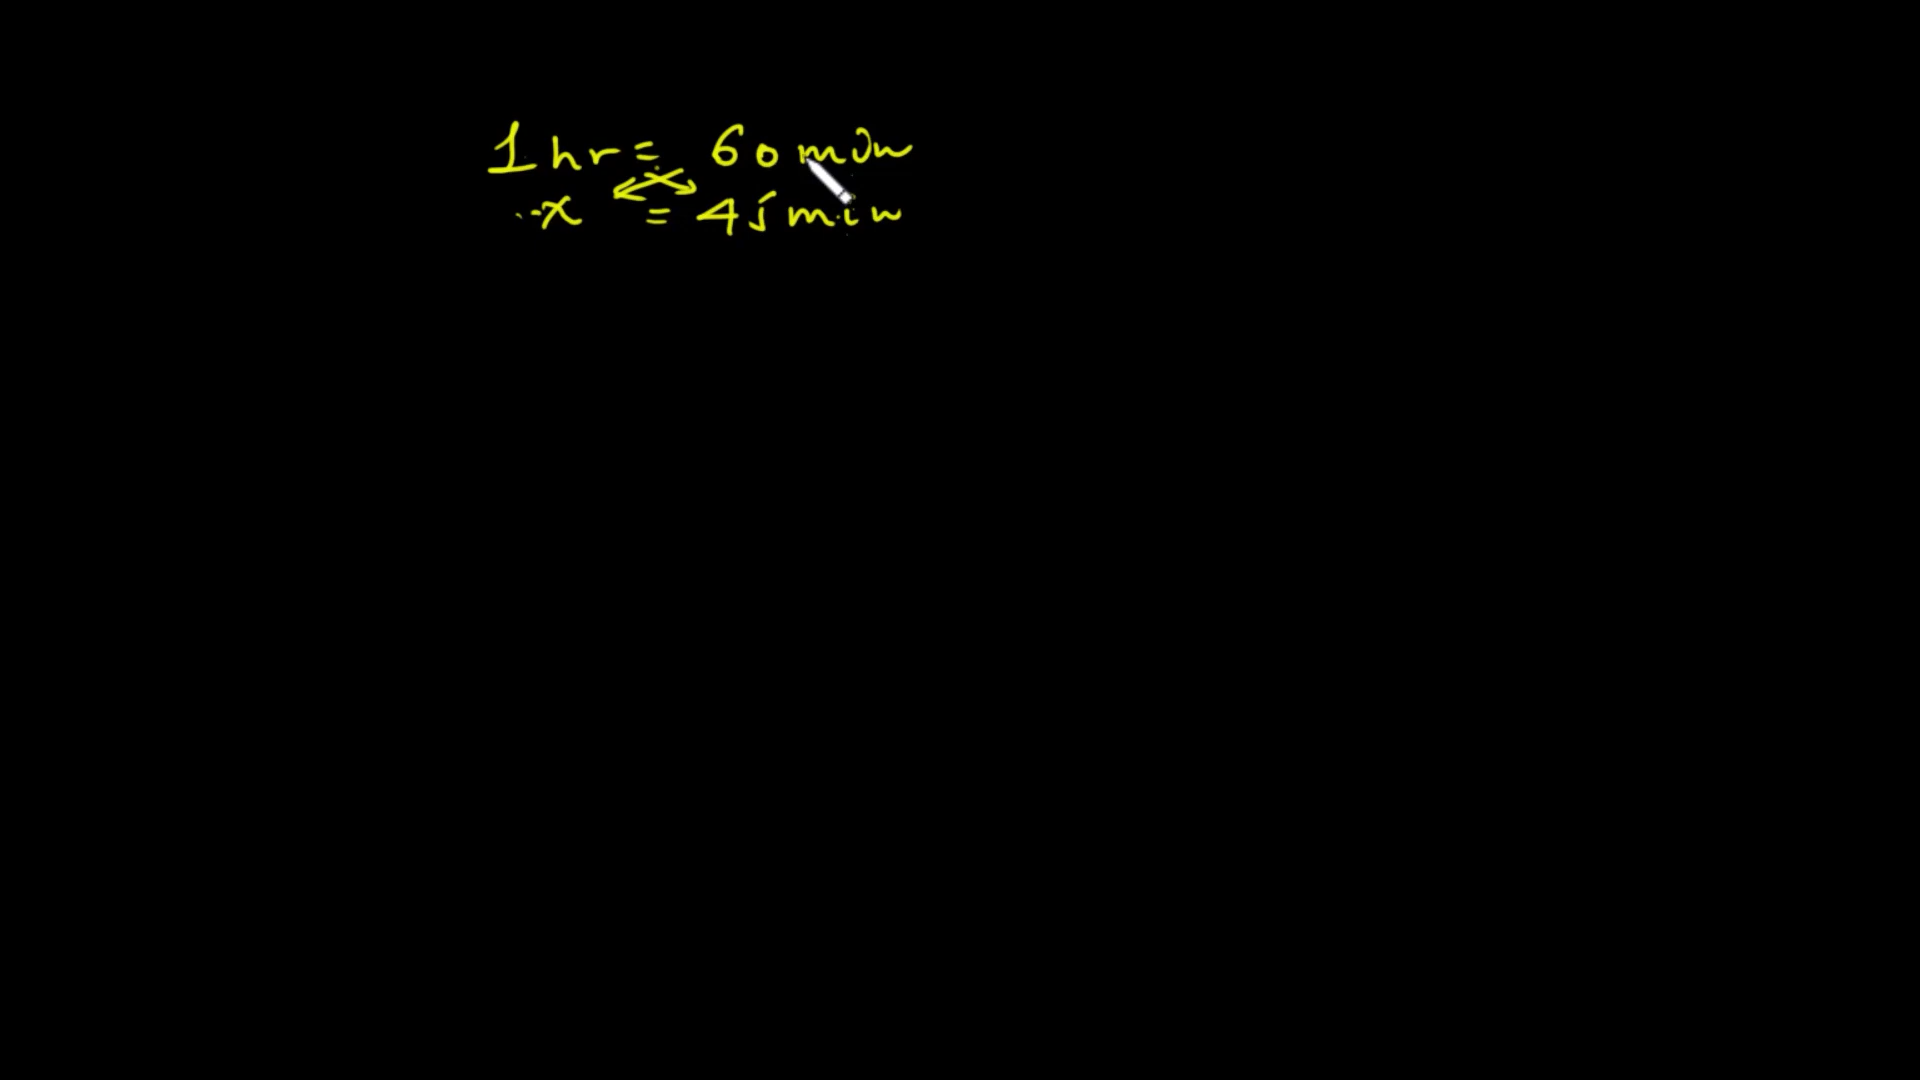 1 hr = 60 min
x = 45 min